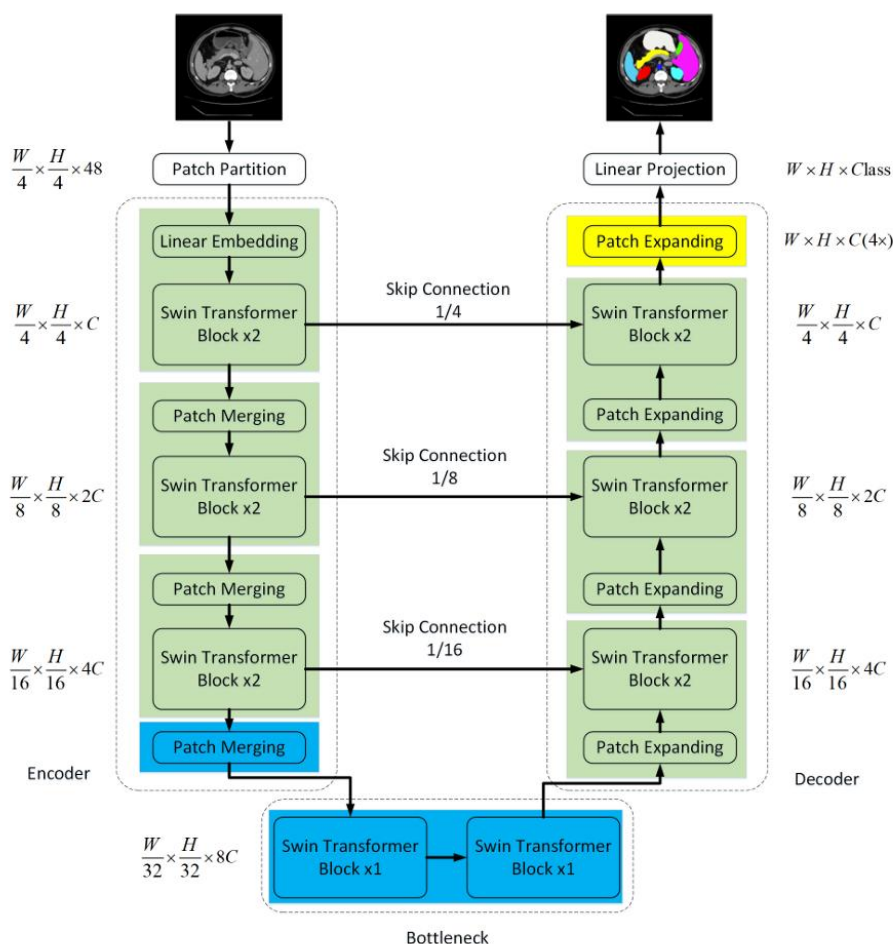 W/4 × H/4 × 48
Patch Partition
Linear Projection
W × H × Class
Linear Embedding
Patch Expanding
W × H × C(4×)
W/4 × H/4 × C
Swin Transformer
Block x2
Skip Connection
1/4
Swin Transformer
Block x2
W/4 × H/4 × C
Patch Merging
Patch Expanding
W/8 × H/8 × 2C
Swin Transformer
Block x2
Skip Connection
1/8
Swin Transformer
Block x2
W/8 × H/8 × 2C
Patch Merging
Patch Expanding
W/16 × H/16 × 4C
Swin Transformer
Block x2
Skip Connection
1/16
Swin Transformer
Block x2
W/16 × H/16 × 4C
Patch Merging
Patch Expanding
Encoder
Decoder
W/32 × H/32 × 8C
Swin Transformer
Block x1
Swin Transformer
Block x1
Bottleneck